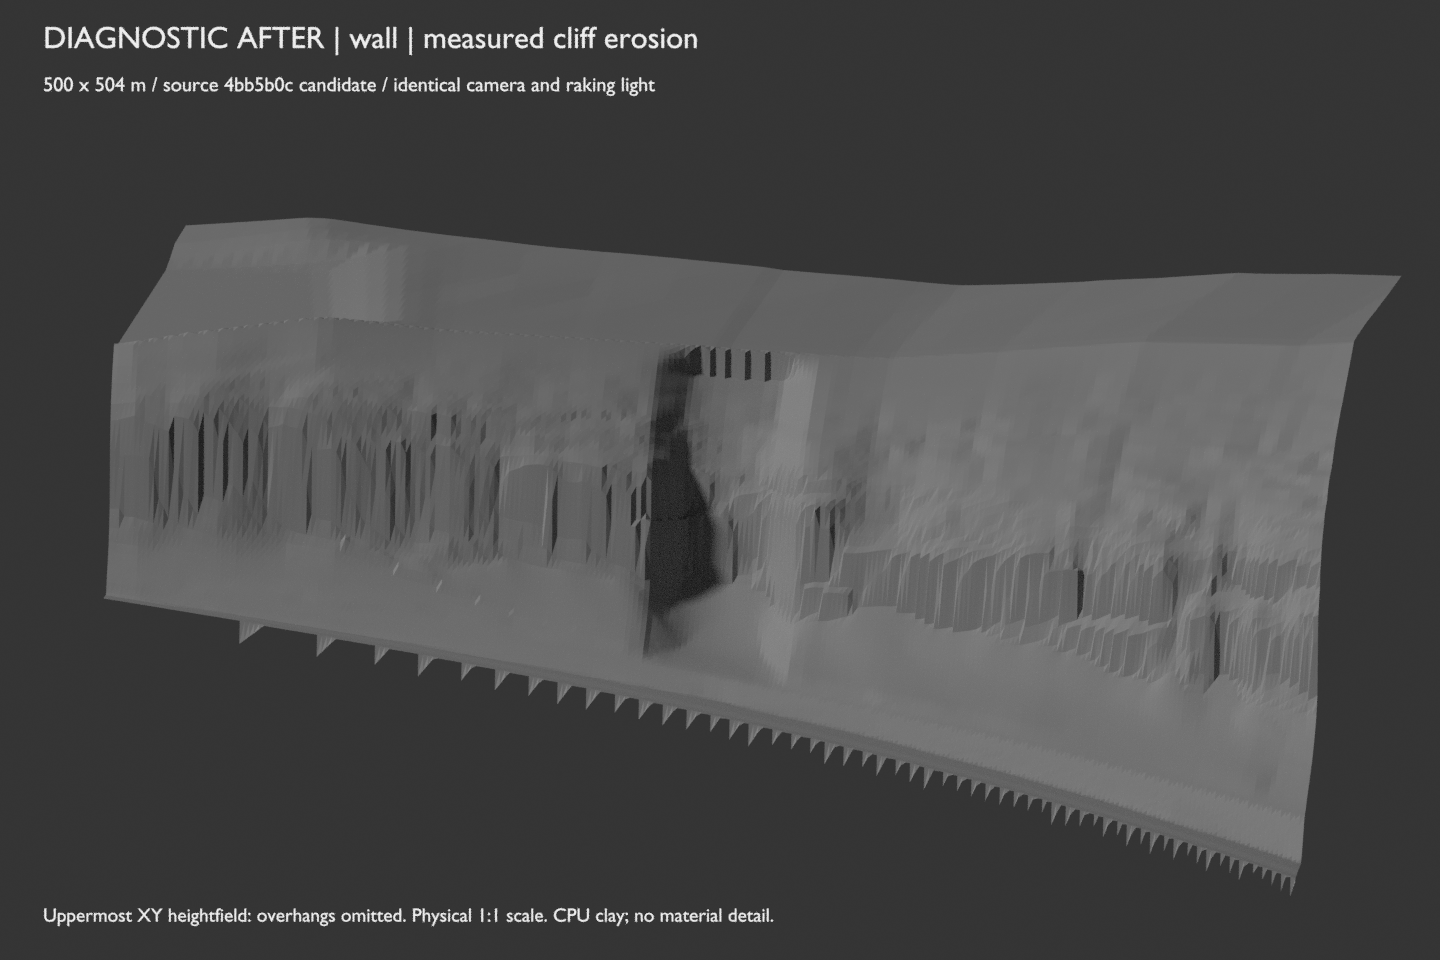 DIAGNOSTIC AFTER | wall | measured cliff erosion
500 x 504 m / source 4bb5b0c candidate / identical camera and raking light
Uppermost XY heightfield: overhangs omitted. Physical 1:1 scale. CPU clay; no material detail.